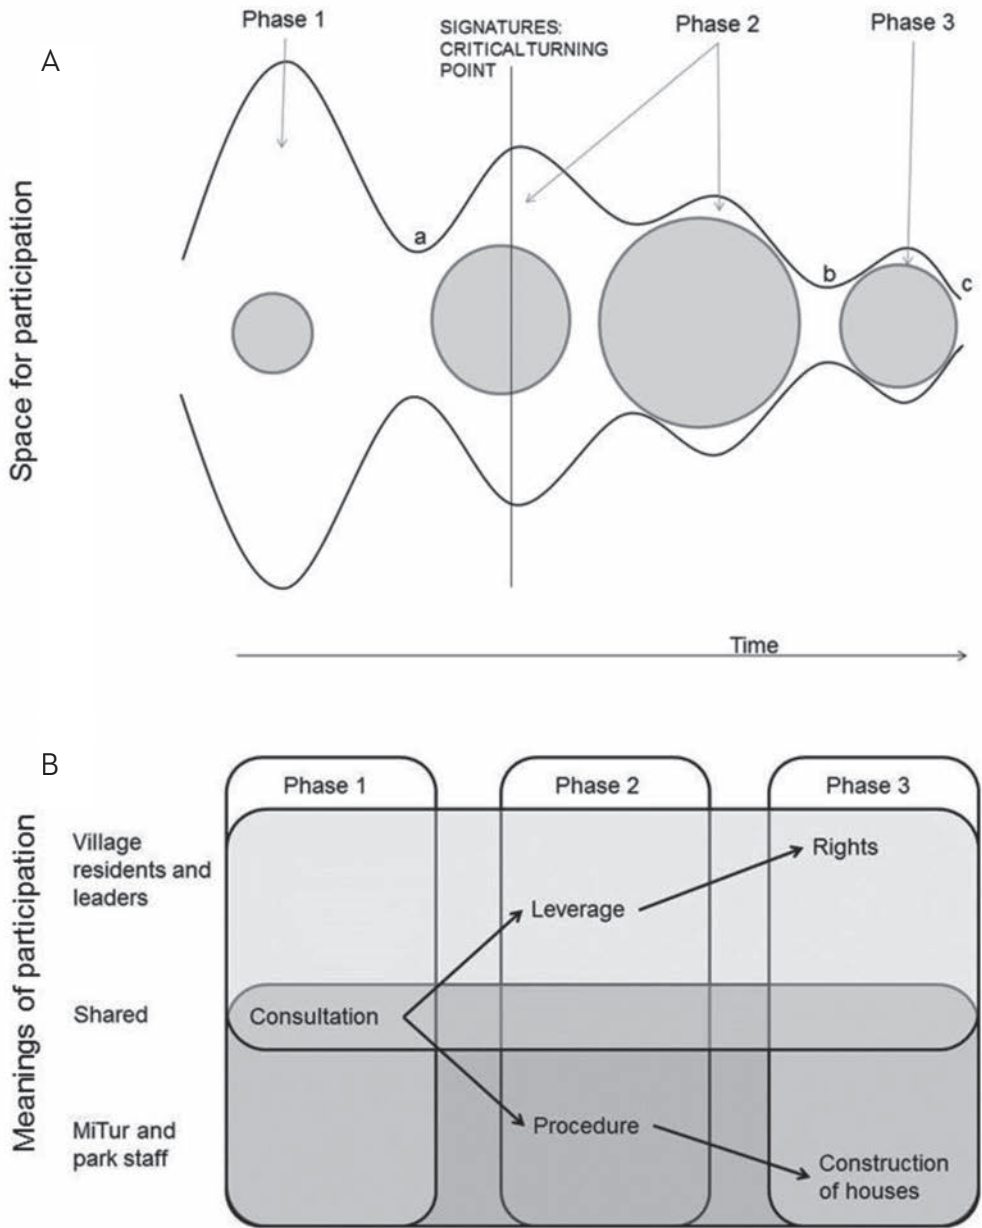 Phase 1
SIGNATURES:
CRITICAL TURNING
POINT
Phase 2
Phase 3
A
a
b
c
Space for participation
Time
B
Phase 1
Phase 2
Phase 3
Meanings of participation
Village
residents and
leaders
Rights
Leverage
Shared
Consultation
MiTur and
park staff
Procedure
Construction
of houses